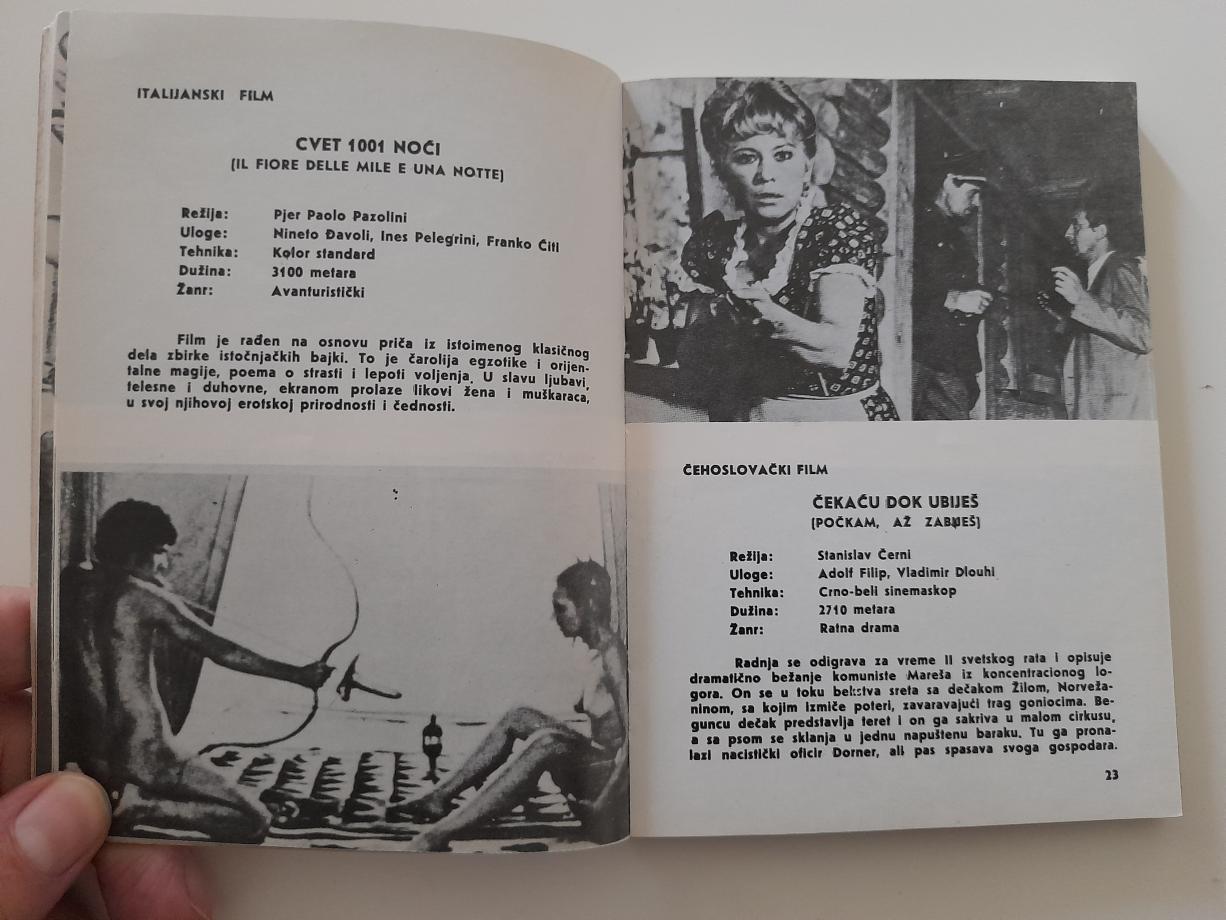 ITALIJANSKI FILM
CVET 1001 NOĆI
(IL FIORE DELLE MILE E UNA NOTTE)
Režija: Pjer Paolo Pazolini
Uloge: Nineto Đavoli, Ines Pelegrini, Franko Ćiti
Tehnika: Kolor standard
Dužina: 3100 metara
Žanr: Avanturistički
Film je rađen na osnovu priča iz istoimenog klasičnog
dela zbirke istočnjačkih bajki. To je čarolija egzotike i orijen-
talne magije, poema o strasti i lepoti voljenja. U slavu ljubavi,
telesne i duhovne, ekranom prolaze likovi žena i muškaraca,
u svoj njihovoj erotskoj prirodnosti i čednosti.
ČEHOSLOVAČKI FILM
ČEKAĆU DOK UBIJEŠ
(POČKAM, AŽ ZABIJEŠ)
Režija: Stanislav Černi
Uloge: Adolf Filip, Vladimir Dlouhi
Tehnika: Crno-beli sinemaskop
Dužina: 2710 metara
Žanr: Ratna drama
Radnja se odigrava za vreme II svetskog rata i opisuje
dramatično bežanje komuniste Mareša iz koncentracionog lo-
gora. On se u toku bekstva sreta sa dečakom Žilom, Norveža-
ninom, sa kojim izmiče poteri, zavaravajući trag goniocima. Be-
guncu dečak predstavlja teret i on ga sakriva u malom cirkusu,
a sa psom se sklanja u jednu napuštenu baraku. Tu ga prona-
lazi nacistički oficir Dorner, ali pas spasava svoga gospodara.
23